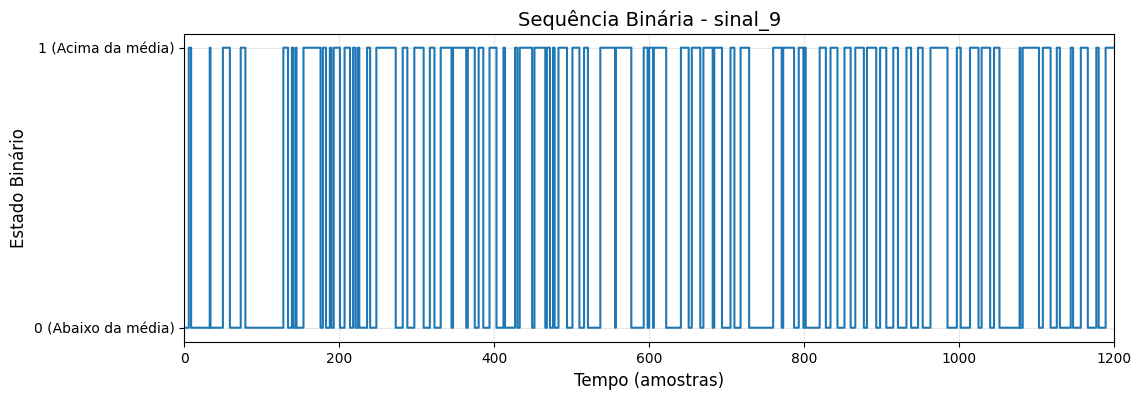 Sequência Binária - sinal_9
1 (Acima da média)
0 (Abaixo da média)
Estado Binário
0 200 400 600 800 1000 1200
Tempo (amostras)